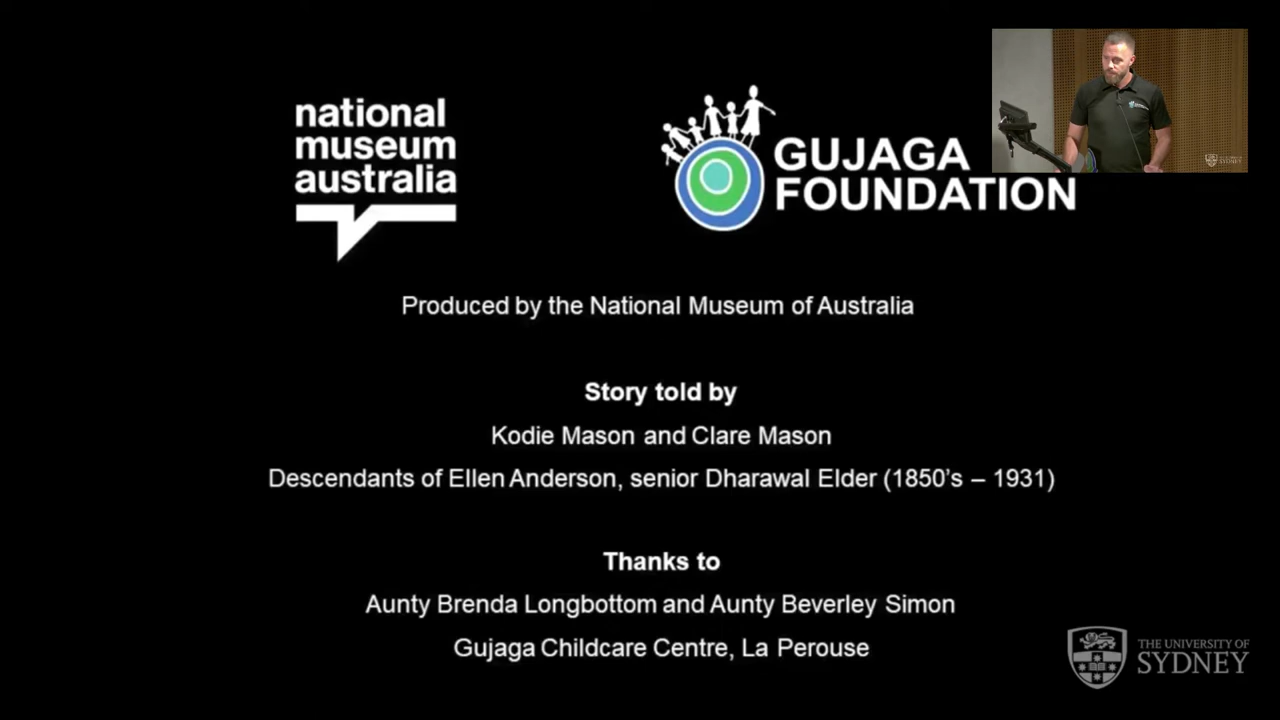 national
museum
australia
GUJAGA
FOUNDATION
Produced by the National Museum of Australia
Story told by
Kodie Mason and Clare Mason
Descendants of Ellen Anderson, senior Dharawal Elder (1850’s – 1931)
Thanks to
Aunty Brenda Longbottom and Aunty Beverley Simon
Gujaga Childcare Centre, La Perouse
THE UNIVERSITY OF
SYDNEY
SYDNEY